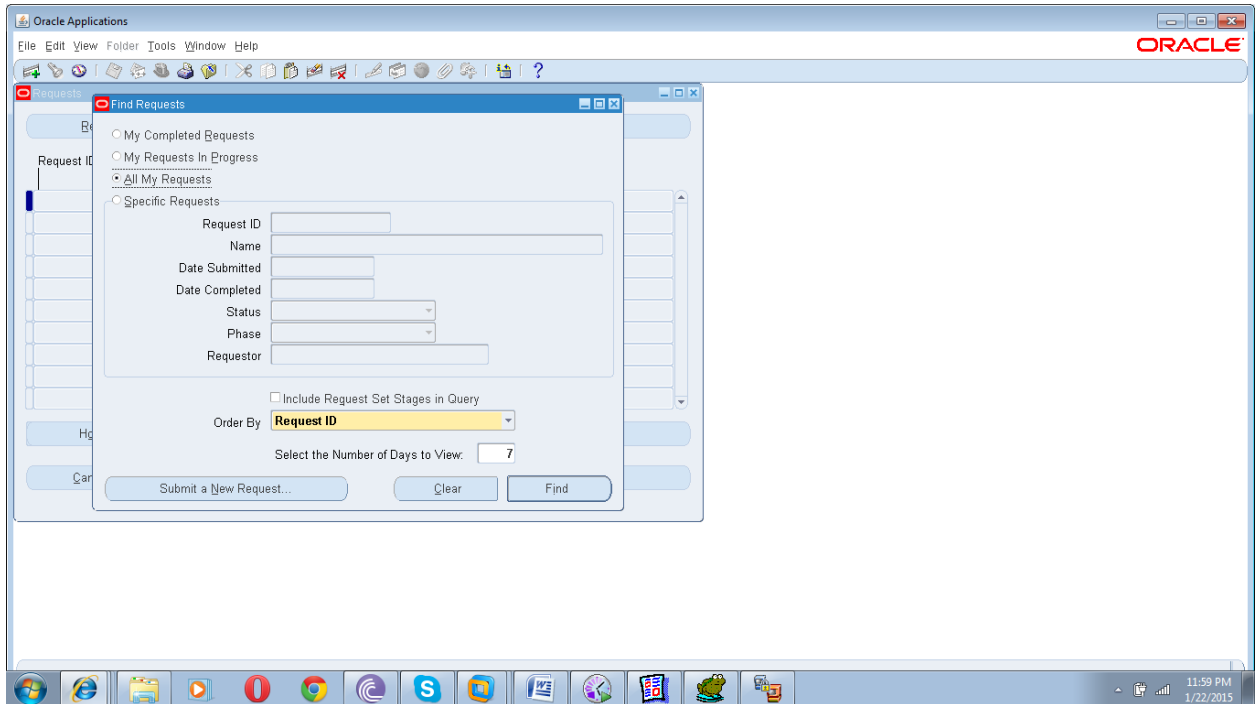 Oracle Applications
File Edit View Folder Tools Window Help
ORACLE
Requests
Find Requests
Re
My Completed Requests
Request ID
My Requests In Progress
All My Requests
Specific Requests
Request ID
Name
Date Submitted
Date Completed
Status
Phase
Requestor
Include Request Set Stages in Query
Order By Request ID
Ho
Select the Number of Days to View: 7
Can
Submit a New Request... Clear Find
11:59 PM
1/22/2015